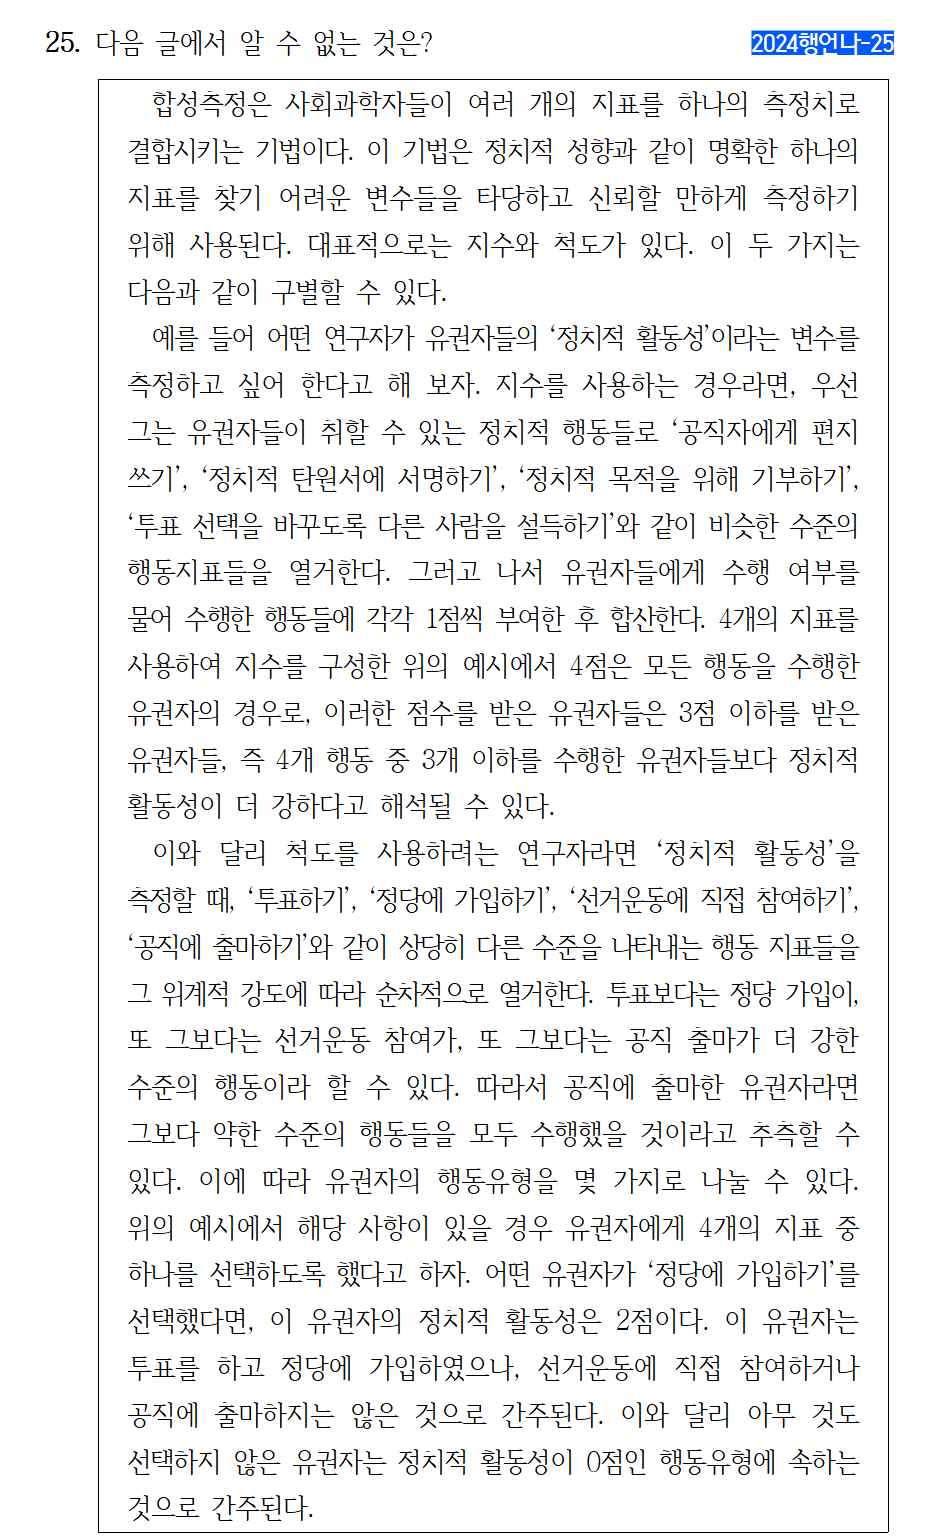 25. 다음 글에서 알 수 없는 것은?
2024행언나-25
합성측정은 사회과학자들이 여러 개의 지표를 하나의 측정치로
결합시키는 기법이다. 이 기법은 정치적 성향과 같이 명확한 하나의
지표를 찾기 어려운 변수들을 타당하고 신뢰할 만하게 측정하기
위해 사용된다. 대표적으로는 지수와 척도가 있다. 이 두 가지는
다음과 같이 구별할 수 있다.
예를 들어 어떤 연구자가 유권자들의 ‘정치적 활동성’이라는 변수를
측정하고 싶어 한다고 해 보자. 지수를 사용하는 경우라면, 우선
그는 유권자들이 취할 수 있는 정치적 행동들로 ‘공직자에게 편지
쓰기’, ‘정치적 탄원서에 서명하기’, ‘정치적 목적을 위해 기부하기’,
‘투표 선택을 바꾸도록 다른 사람을 설득하기’와 같이 비슷한 수준의
행동지표들을 열거한다. 그러고 나서 유권자들에게 수행 여부를
물어 수행한 행동들에 각각 1점씩 부여한 후 합산한다. 4개의 지표를
사용하여 지수를 구성한 위의 예시에서 4점은 모든 행동을 수행한
유권자의 경우로, 이러한 점수를 받은 유권자들은 3점 이하를 받은
유권자들, 즉 4개 행동 중 3개 이하를 수행한 유권자들보다 정치적
활동성이 더 강하다고 해석될 수 있다.
이와 달리 척도를 사용하려는 연구자라면 ‘정치적 활동성’을
측정할 때, ‘투표하기’, ‘정당에 가입하기’, ‘선거운동에 직접 참여하기’,
‘공직에 출마하기’와 같이 상당히 다른 수준을 나타내는 행동 지표들을
그 위계적 강도에 따라 순차적으로 열거한다. 투표보다는 정당 가입이,
또 그보다는 선거운동 참여가, 또 그보다는 공직 출마가 더 강한
수준의 행동이라 할 수 있다. 따라서 공직에 출마한 유권자라면
그보다 약한 수준의 행동들을 모두 수행했을 것이라고 추측할 수
있다. 이에 따라 유권자의 행동유형을 몇 가지로 나눌 수 있다.
위의 예시에서 해당 사항이 있을 경우 유권자에게 4개의 지표 중
하나를 선택하도록 했다고 하자. 어떤 유권자가 ‘정당에 가입하기’를
선택했다면, 이 유권자의 정치적 활동성은 2점이다. 이 유권자는
투표를 하고 정당에 가입하였으나, 선거운동에 직접 참여하거나
공직에 출마하지는 않은 것으로 간주된다. 이와 달리 아무 것도
선택하지 않은 유권자는 정치적 활동성이 0점인 행동유형에 속하는
것으로 간주된다.